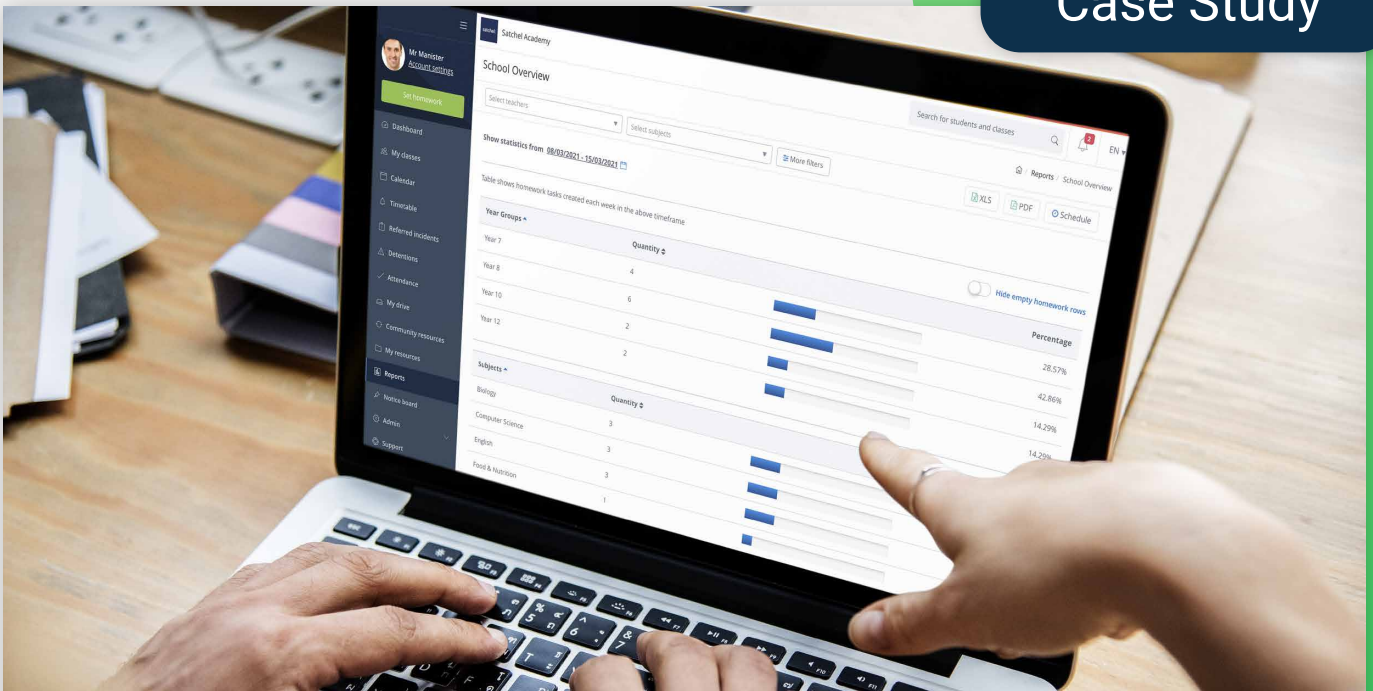 Case Study
satchel Satchel Academy
Mr Manister
Account settings
Set homework
Dashboard
My classes
Calendar
Timetable
Referred incidents
Detentions
Attendance
My drive
Community resources
My resources
Reports
Notice board
Admin
Support
School Overview
Search for students and classes
2
EN
Select teachers
Select subjects
More filters
Reports / School Overview
Show statistics from 08/03/2021 - 15/03/2021
XLS
PDF
Schedule
Table shows homework tasks created each week in the above timeframe
Hide empty homework rows
Year Groups Quantity Percentage
Year 7 4 28.57%
Year 8 6 42.86%
Year 10 2 14.29%
Year 12 2 14.29%
Subjects Quantity
Biology 3
Computer Science 3
English 3
Food & Nutrition 1